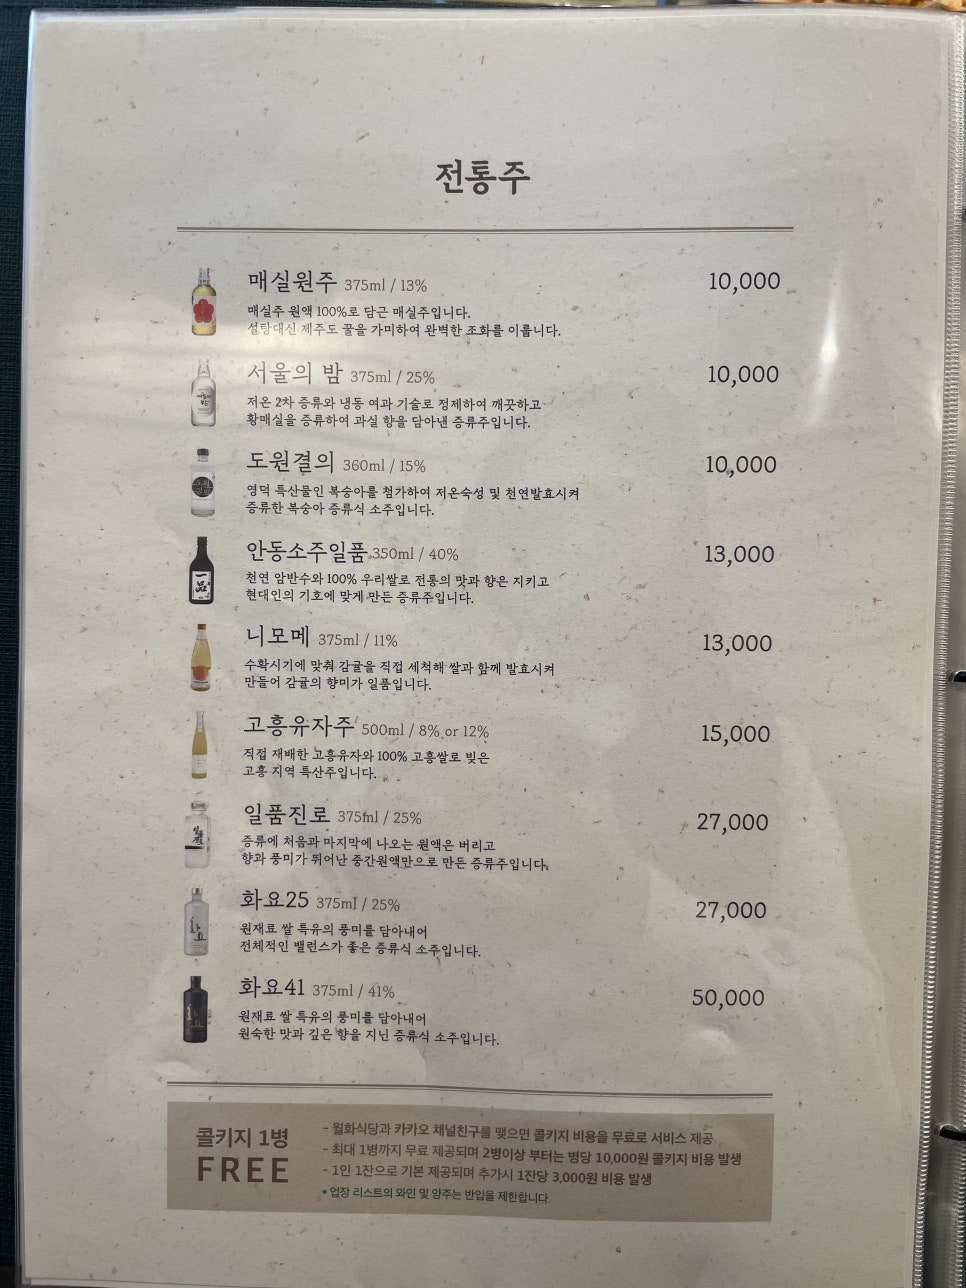 전통주
매실원주 375ml / 13% 10,000
매실주 원액 100%로 담근 매실주입니다.
설탕대신 제주도 꿀을 가미하여 완벽한 조화를 이룹니다.
서울의 밤 375ml / 25% 10,000
저온 2차 증류와 냉동 여과 기술로 정제하여 깨끗하고
황매실을 증류하여 과실 향을 담아낸 증류주입니다.
도원결의 360ml / 15% 10,000
영덕 특산물인 복숭아를 첨가하여 저온숙성 및 천연발효시켜
증류한 복숭아 증류식 소주입니다.
안동소주일품 350ml / 40% 13,000
천연 암반수와 100% 우리쌀로 전통의 맛과 향은 지키고
현대인의 기호에 맞게 만든 증류주입니다.
니모메 375ml / 11% 13,000
수확시기에 맞춰 감귤을 직접 세척해 쌀과 함께 발효시켜
만들어 감귤의 향미가 일품입니다.
고흥유자주 500ml / 8% or 12% 15,000
직접 재배한 고흥유자와 100% 고흥쌀로 빚은
고흥 지역 특산주입니다.
일품진로 375ml / 25% 27,000
증류에 처음과 마지막에 나오는 원액은 버리고
향과 풍미가 뛰어난 중간원액만으로 만든 증류주입니다.
화요25 375ml / 25% 27,000
원재료 쌀 특유의 풍미를 담아내어
전체적인 밸런스가 좋은 증류식 소주입니다.
화요41 375ml / 41% 50,000
원재료 쌀 특유의 풍미를 담아내어
원숙한 맛과 깊은 향을 지닌 증류식 소주입니다.
콜키지 1병
FREE
- 월화식당과 카카오 채널친구를 맺으면 콜키지 비용을 무료로 서비스 제공
- 최대 1병까지 무료 제공되며 2병이상 부터는 병당 10,000원 콜키지 비용 발생
- 1인 1잔으로 기본 제공되며 추가시 1잔당 3,000원 비용 발생
* 업장 리스트의 와인 및 양주는 반입을 제한합니다.